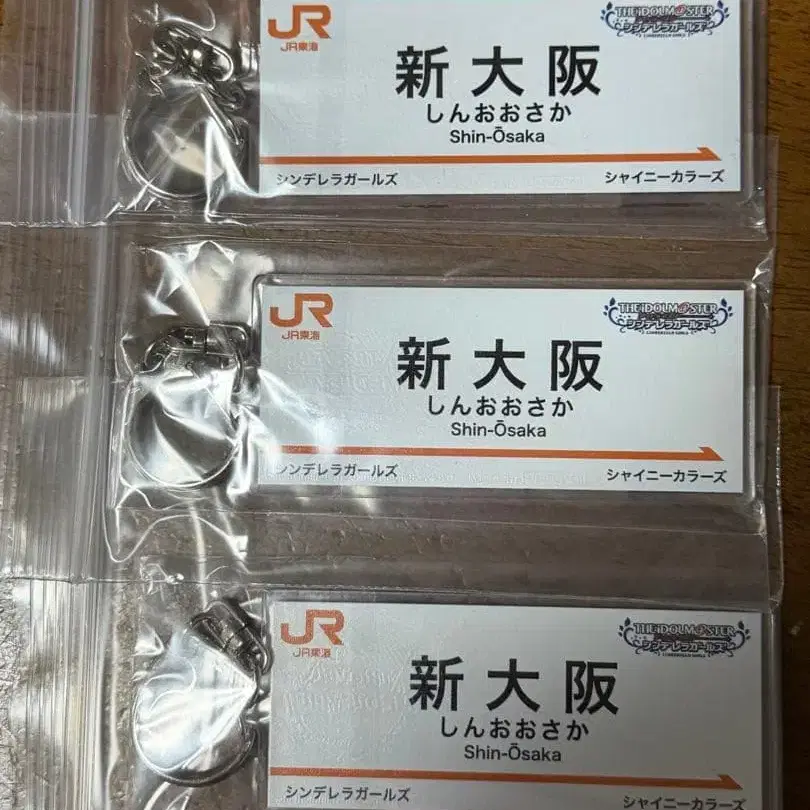 JR
JR東海
THE iDOLM@STER
シンデレラガールズ
CINDERELLA GIRLS
新大阪
しんおおさか
Shin-Ōsaka
シンデレラガールズ
シャイニーカラーズ
JR
JR東海
THE iDOLM@STER
シンデレラガールズ
CINDERELLA GIRLS
新大阪
しんおおさか
Shin-Ōsaka
シンデレラガールズ
シャイニーカラーズ
JR
JR東海
THE iDOLM@STER
シンデレラガールズ
CINDERELLA GIRLS
新大阪
しんおおさか
Shin-Ōsaka
シンデレラガールズ
シャイニーカラーズ